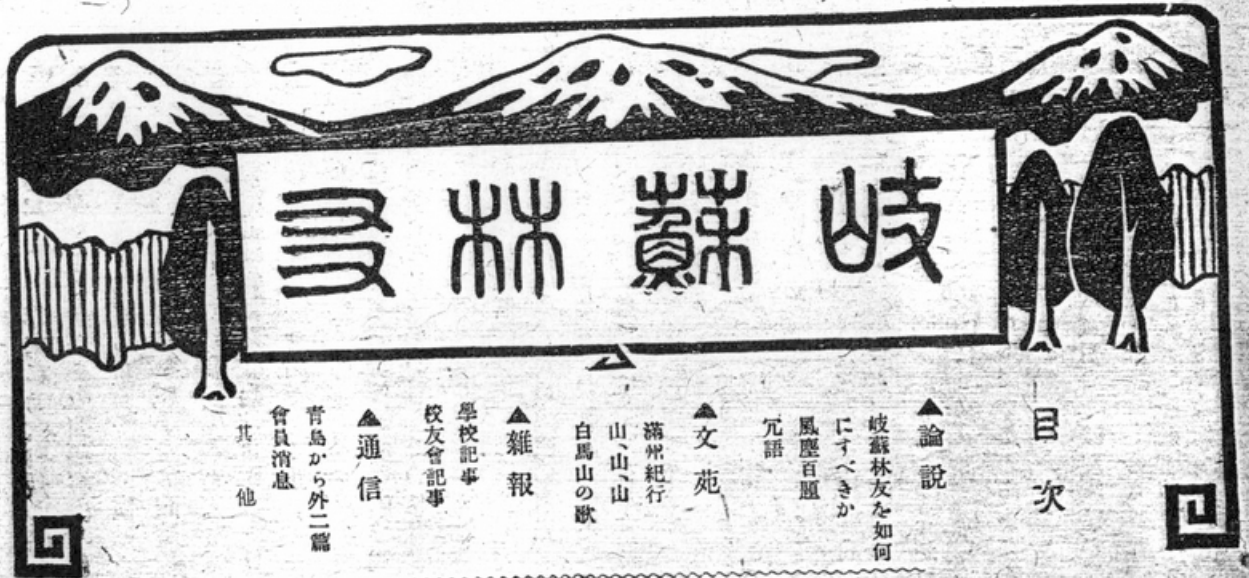 岐蘇林友
目次
▲論說
岐蘇林友を如何
にすべきか
風塵百題
冗語
▲文苑
滿州紀行
山、山、山
白馬山の歌
▲雜報
學校記事
校友會記事
▲通信
靑島から外二篇
會員消息
其他